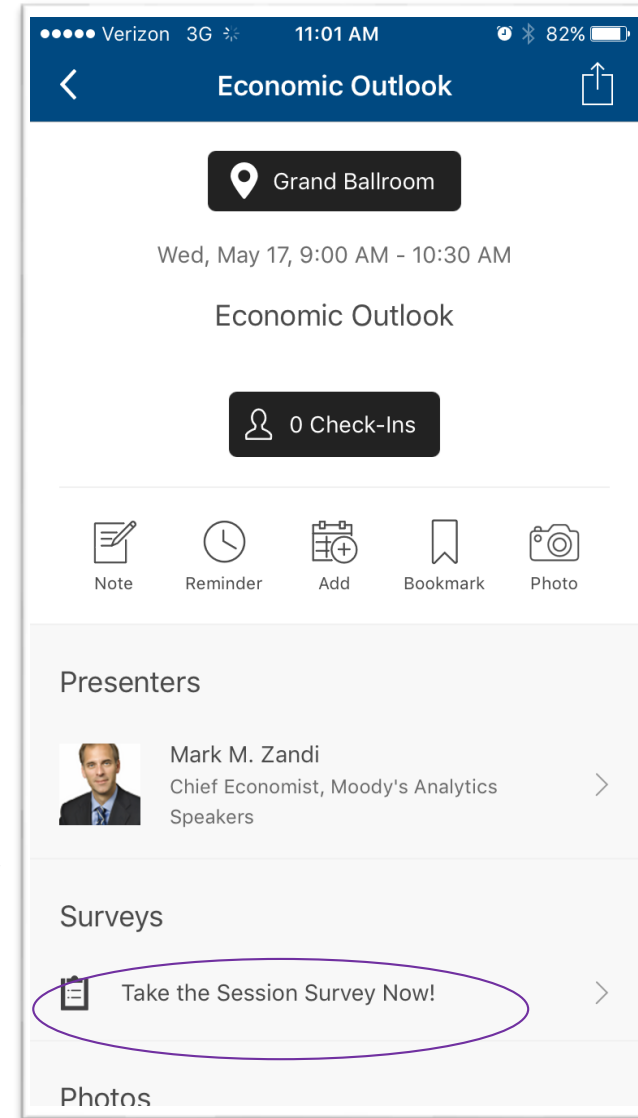 Verizon 3G 11:01 AM 82%
Economic Outlook
Grand Ballroom
Wed, May 17, 9:00 AM - 10:30 AM
Economic Outlook
0 Check-Ins
Note Reminder Add Bookmark Photo
Presenters
Mark M. Zandi
Chief Economist, Moody's Analytics
Speakers
Surveys
Take the Session Survey Now!
Photos